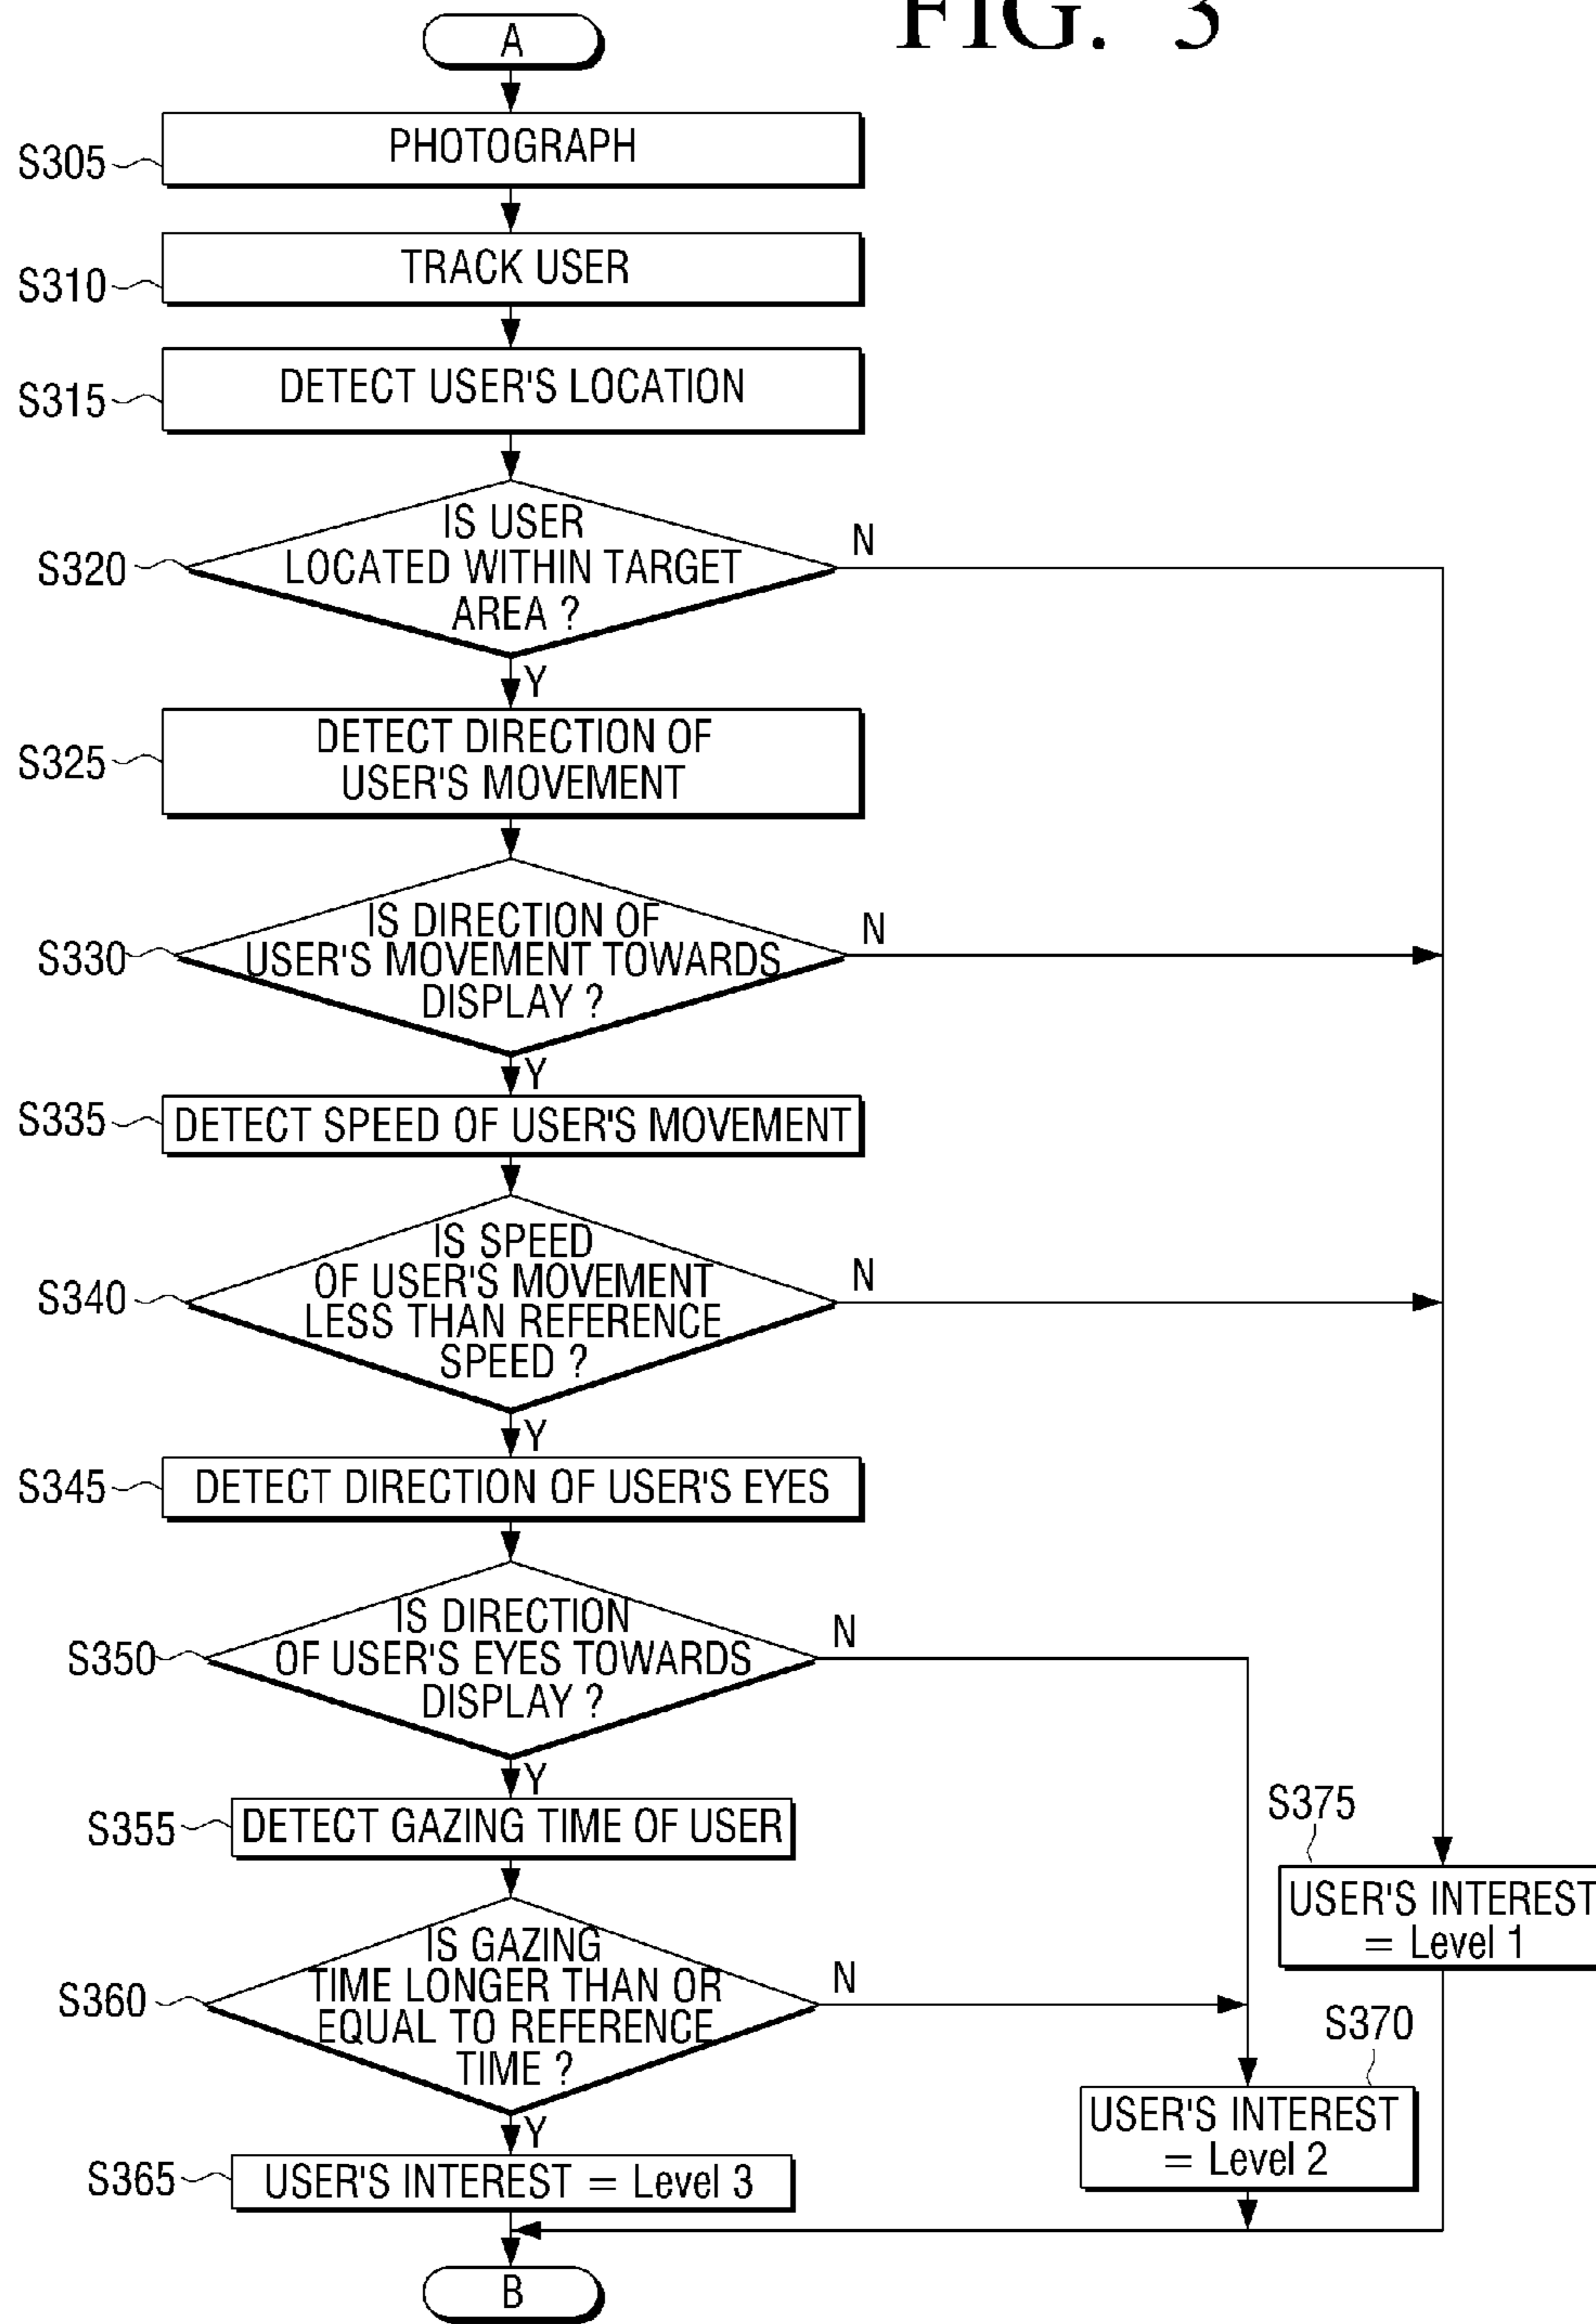 FIG. 3
A
S305
PHOTOGRAPH
S310
TRACK USER
S315
DETECT USER'S LOCATION
S320
IS USER
LOCATED WITHIN TARGET
AREA ?
N
Y
S325
DETECT DIRECTION OF
USER'S MOVEMENT
S330
IS DIRECTION OF
USER'S MOVEMENT TOWARDS
DISPLAY ?
N
Y
S335
DETECT SPEED OF USER'S MOVEMENT
S340
IS SPEED
OF USER'S MOVEMENT
LESS THAN REFERENCE
SPEED ?
N
Y
S345
DETECT DIRECTION OF USER'S EYES
S350
IS DIRECTION
OF USER'S EYES TOWARDS
DISPLAY ?
N
Y
S355
DETECT GAZING TIME OF USER
S375
USER'S INTEREST
= Level 1
S360
IS GAZING
TIME LONGER THAN OR
EQUAL TO REFERENCE
TIME ?
N
Y
S370
USER'S INTEREST
= Level 2
S365
USER'S INTEREST = Level 3
B